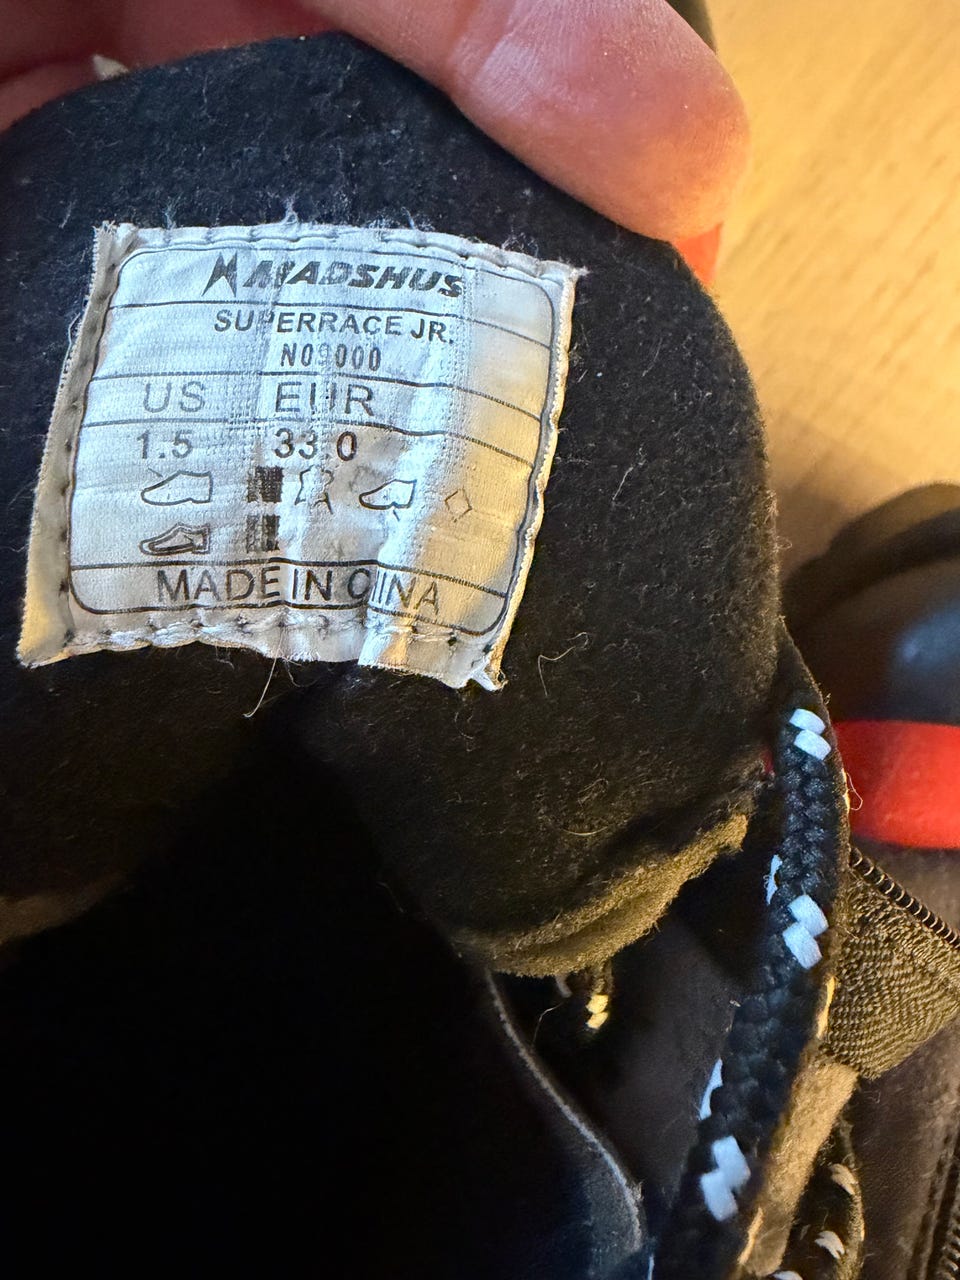 MADSHUS
SUPERRACE JR.
N09000
US EUR
1.5 33.0
MADE IN CHINA